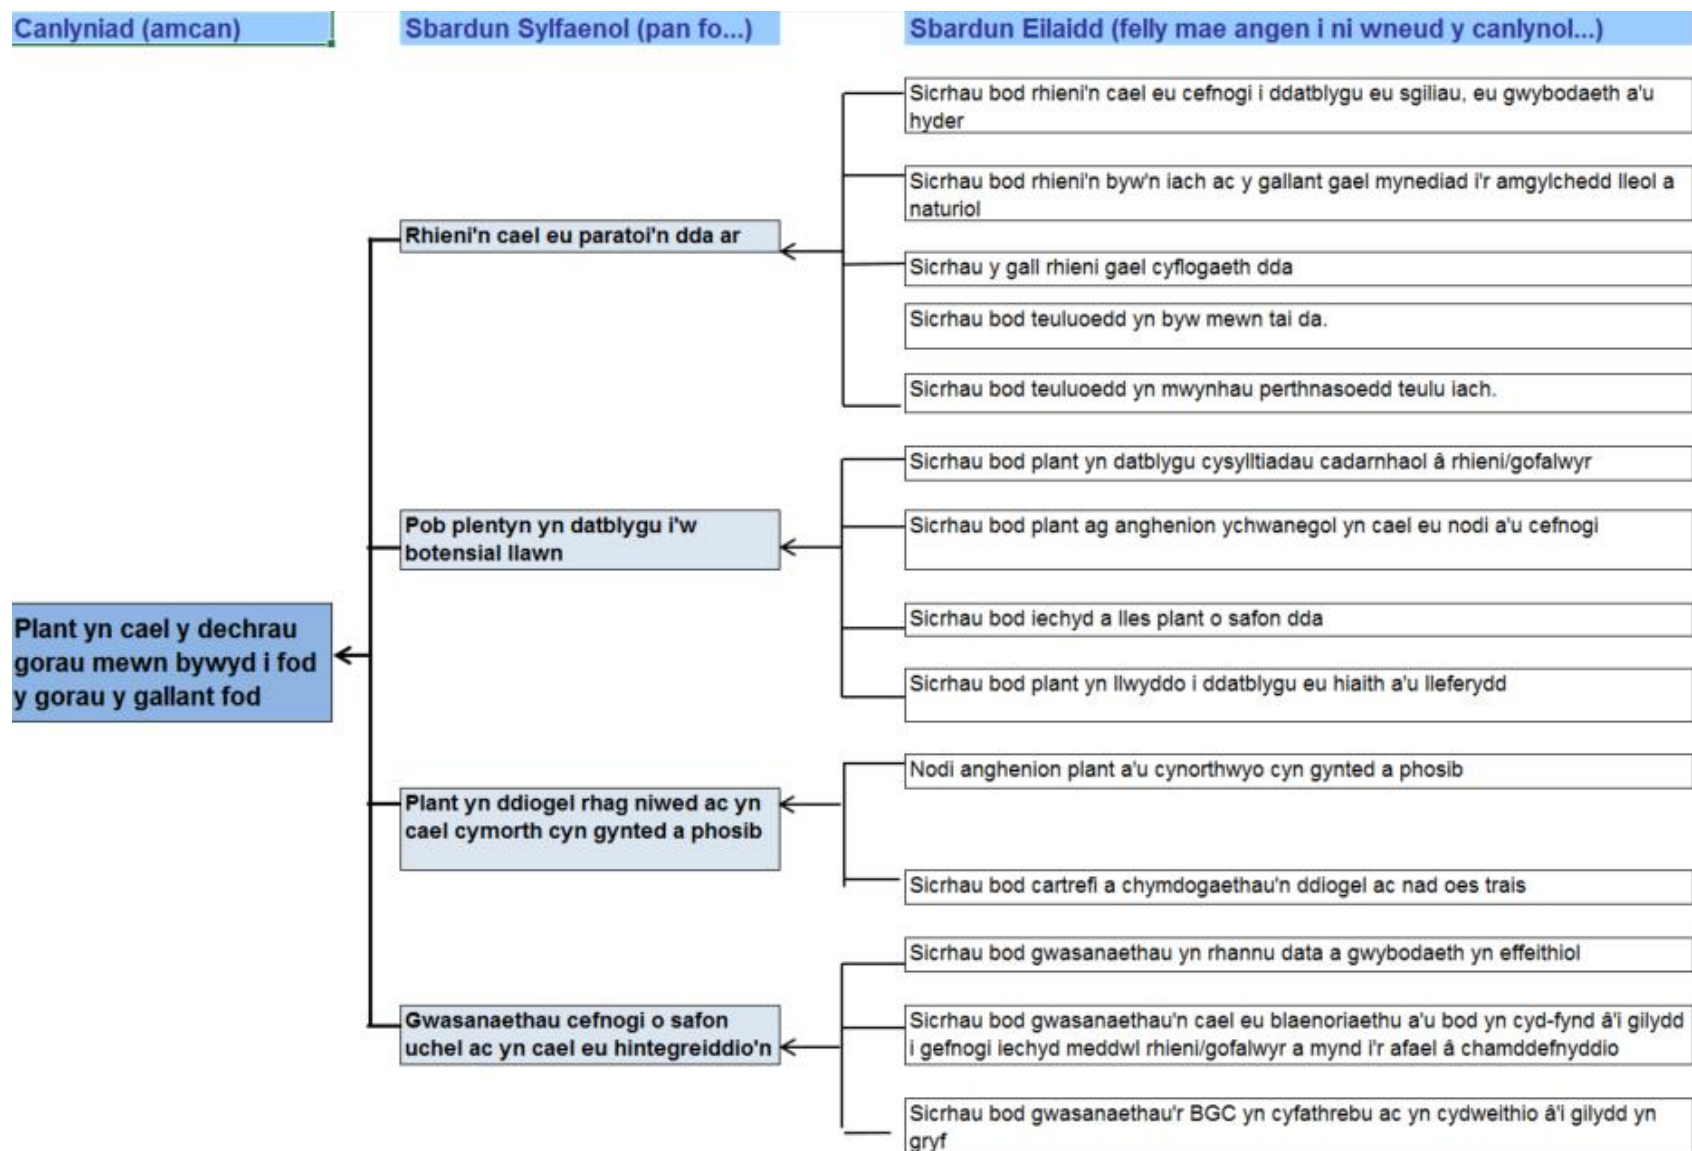 Canlyniad (amcan)
Sbardun Sylfaenol (pan fo...)
Sbardun Eilaidd (felly mae angen i ni wneud y canlynol...)
Plant yn cael y dechrau
gorau mewn bywyd i fod
y gorau y gallant fod
Rhieni'n cael eu paratoi'n dda ar
Sicrhau bod rhieni'n cael eu cefnogi i ddatblygu eu sgiliau, eu gwybodaeth a'u
hyder
Sicrhau bod rhieni'n byw'n iach ac y gallant gael mynediad i'r amgylchedd lleol a
naturiol
Sicrhau y gall rhieni gael cyflogaeth dda
Sicrhau bod teuluoedd yn byw mewn tai da.
Sicrhau bod teuluoedd yn mwynhau perthnasoedd teulu iach.
Pob plentyn yn datblygu i'w
botensial llawn
Sicrhau bod plant yn datblygu cysylltiadau cadarnhaol â rhieni/gofalwyr
Sicrhau bod plant ag anghenion ychwanegol yn cael eu nodi a'u cefnogi
Sicrhau bod iechyd a lles plant o safon dda
Sicrhau bod plant yn llwyddo i ddatblygu eu hiaith a'u lleferydd
Plant yn ddiogel rhag niwed ac yn
cael cymorth cyn gynted a phosib
Nodi anghenion plant a'u cynorthwyo cyn gynted a phosib
Sicrhau bod cartrefi a chymdogaethau'n ddiogel ac nad oes trais
Gwasanaethau cefnogi o safon
uchel ac yn cael eu hintegreiddio'n
Sicrhau bod gwasanaethau yn rhannu data a gwybodaeth yn effeithiol
Sicrhau bod gwasanaethau'n cael eu blaenoriaethu a'u bod yn cyd-fynd â'i gilydd
i gefnogi iechyd meddwl rhieni/gofalwyr a mynd i'r afael â chamddefnyddio
Sicrhau bod gwasanaethau'r BGC yn cyfathrebu ac yn cydweithio â'i gilydd yn
gryf